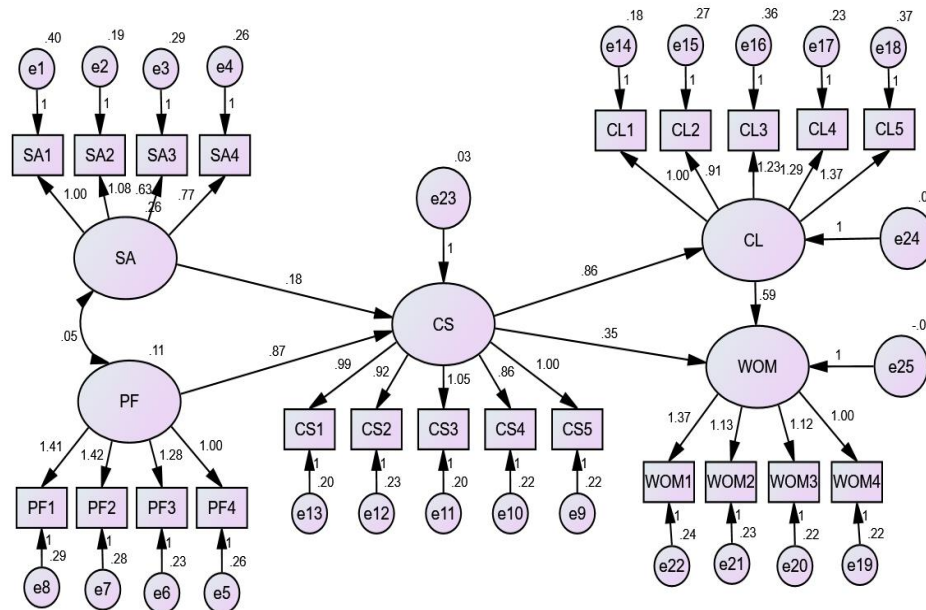 .40 .19 .29 .26
e1 e2 e3 e4
1 1 1 1
SA1 SA2 SA3 SA4
1.00 1.08 .63 .77
.26
SA
.18
.05
.11
PF
.87
1.41 1.42 1.28 1.00
PF1 PF2 PF3 PF4
1 1 1 1
.29 .28 .23 .26
e8 e7 e6 e5
.03
e23
1
CS
.99 .92 1.05 .86 1.00
CS1 CS2 CS3 CS4 CS5
1 1 1 1 1
.20 .23 .20 .22 .22
e13 e12 e11 e10 e9
.86
.35
.18 .27 .36 .23 .37
e14 e15 e16 e17 e18
1 1 1 1 1
CL1 CL2 CL3 CL4 CL5
1.00 .91 1.23 1.29 1.37
CL
1
e24
.59
WOM
1
e25
1.37 1.13 1.12 1.00
WOM1 WOM2 WOM3 WOM4
1 1 1 1
.24 .23 .22 .22
e22 e21 e20 e19